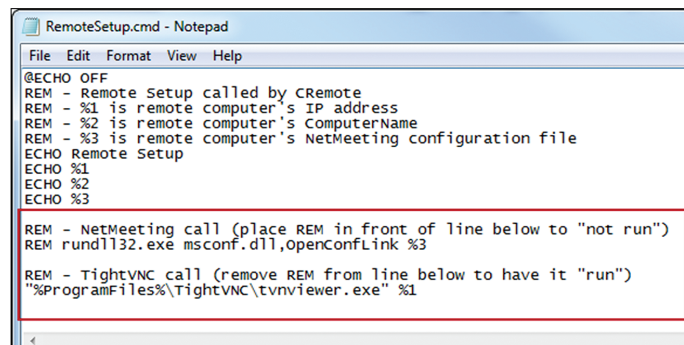 RemoteSetup.cmd - Notepad
File Edit Format View Help
@ECHO OFF
REM - Remote Setup called by CRemote
REM - %1 is remote computer's IP address
REM - %2 is remote computer's ComputerName
REM - %3 is remote computer's NetMeeting configuration file
ECHO Remote Setup
ECHO %1
ECHO %2
ECHO %3
REM - NetMeeting call (place REM in front of line below to "not run")
REM rundll32.exe msconf.dll,OpenConfLink %3
REM - TightVNC call (remove REM from line below to have it "run")
"%ProgramFiles%\TightVNC\tvnviewer.exe" %1